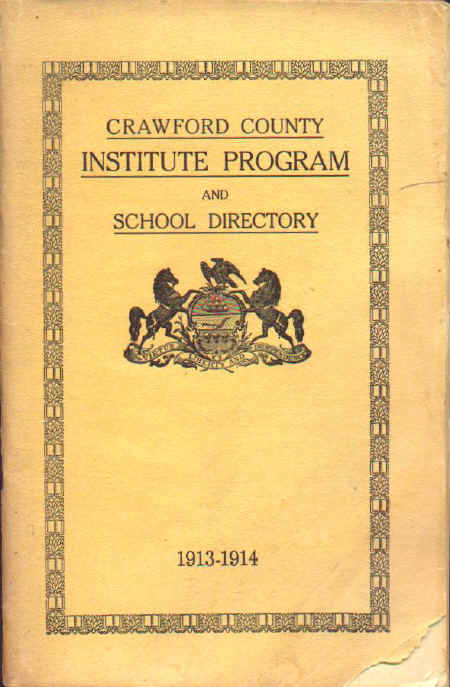 CRAWFORD COUNTY
INSTITUTE PROGRAM
AND
SCHOOL DIRECTORY
1913-1914